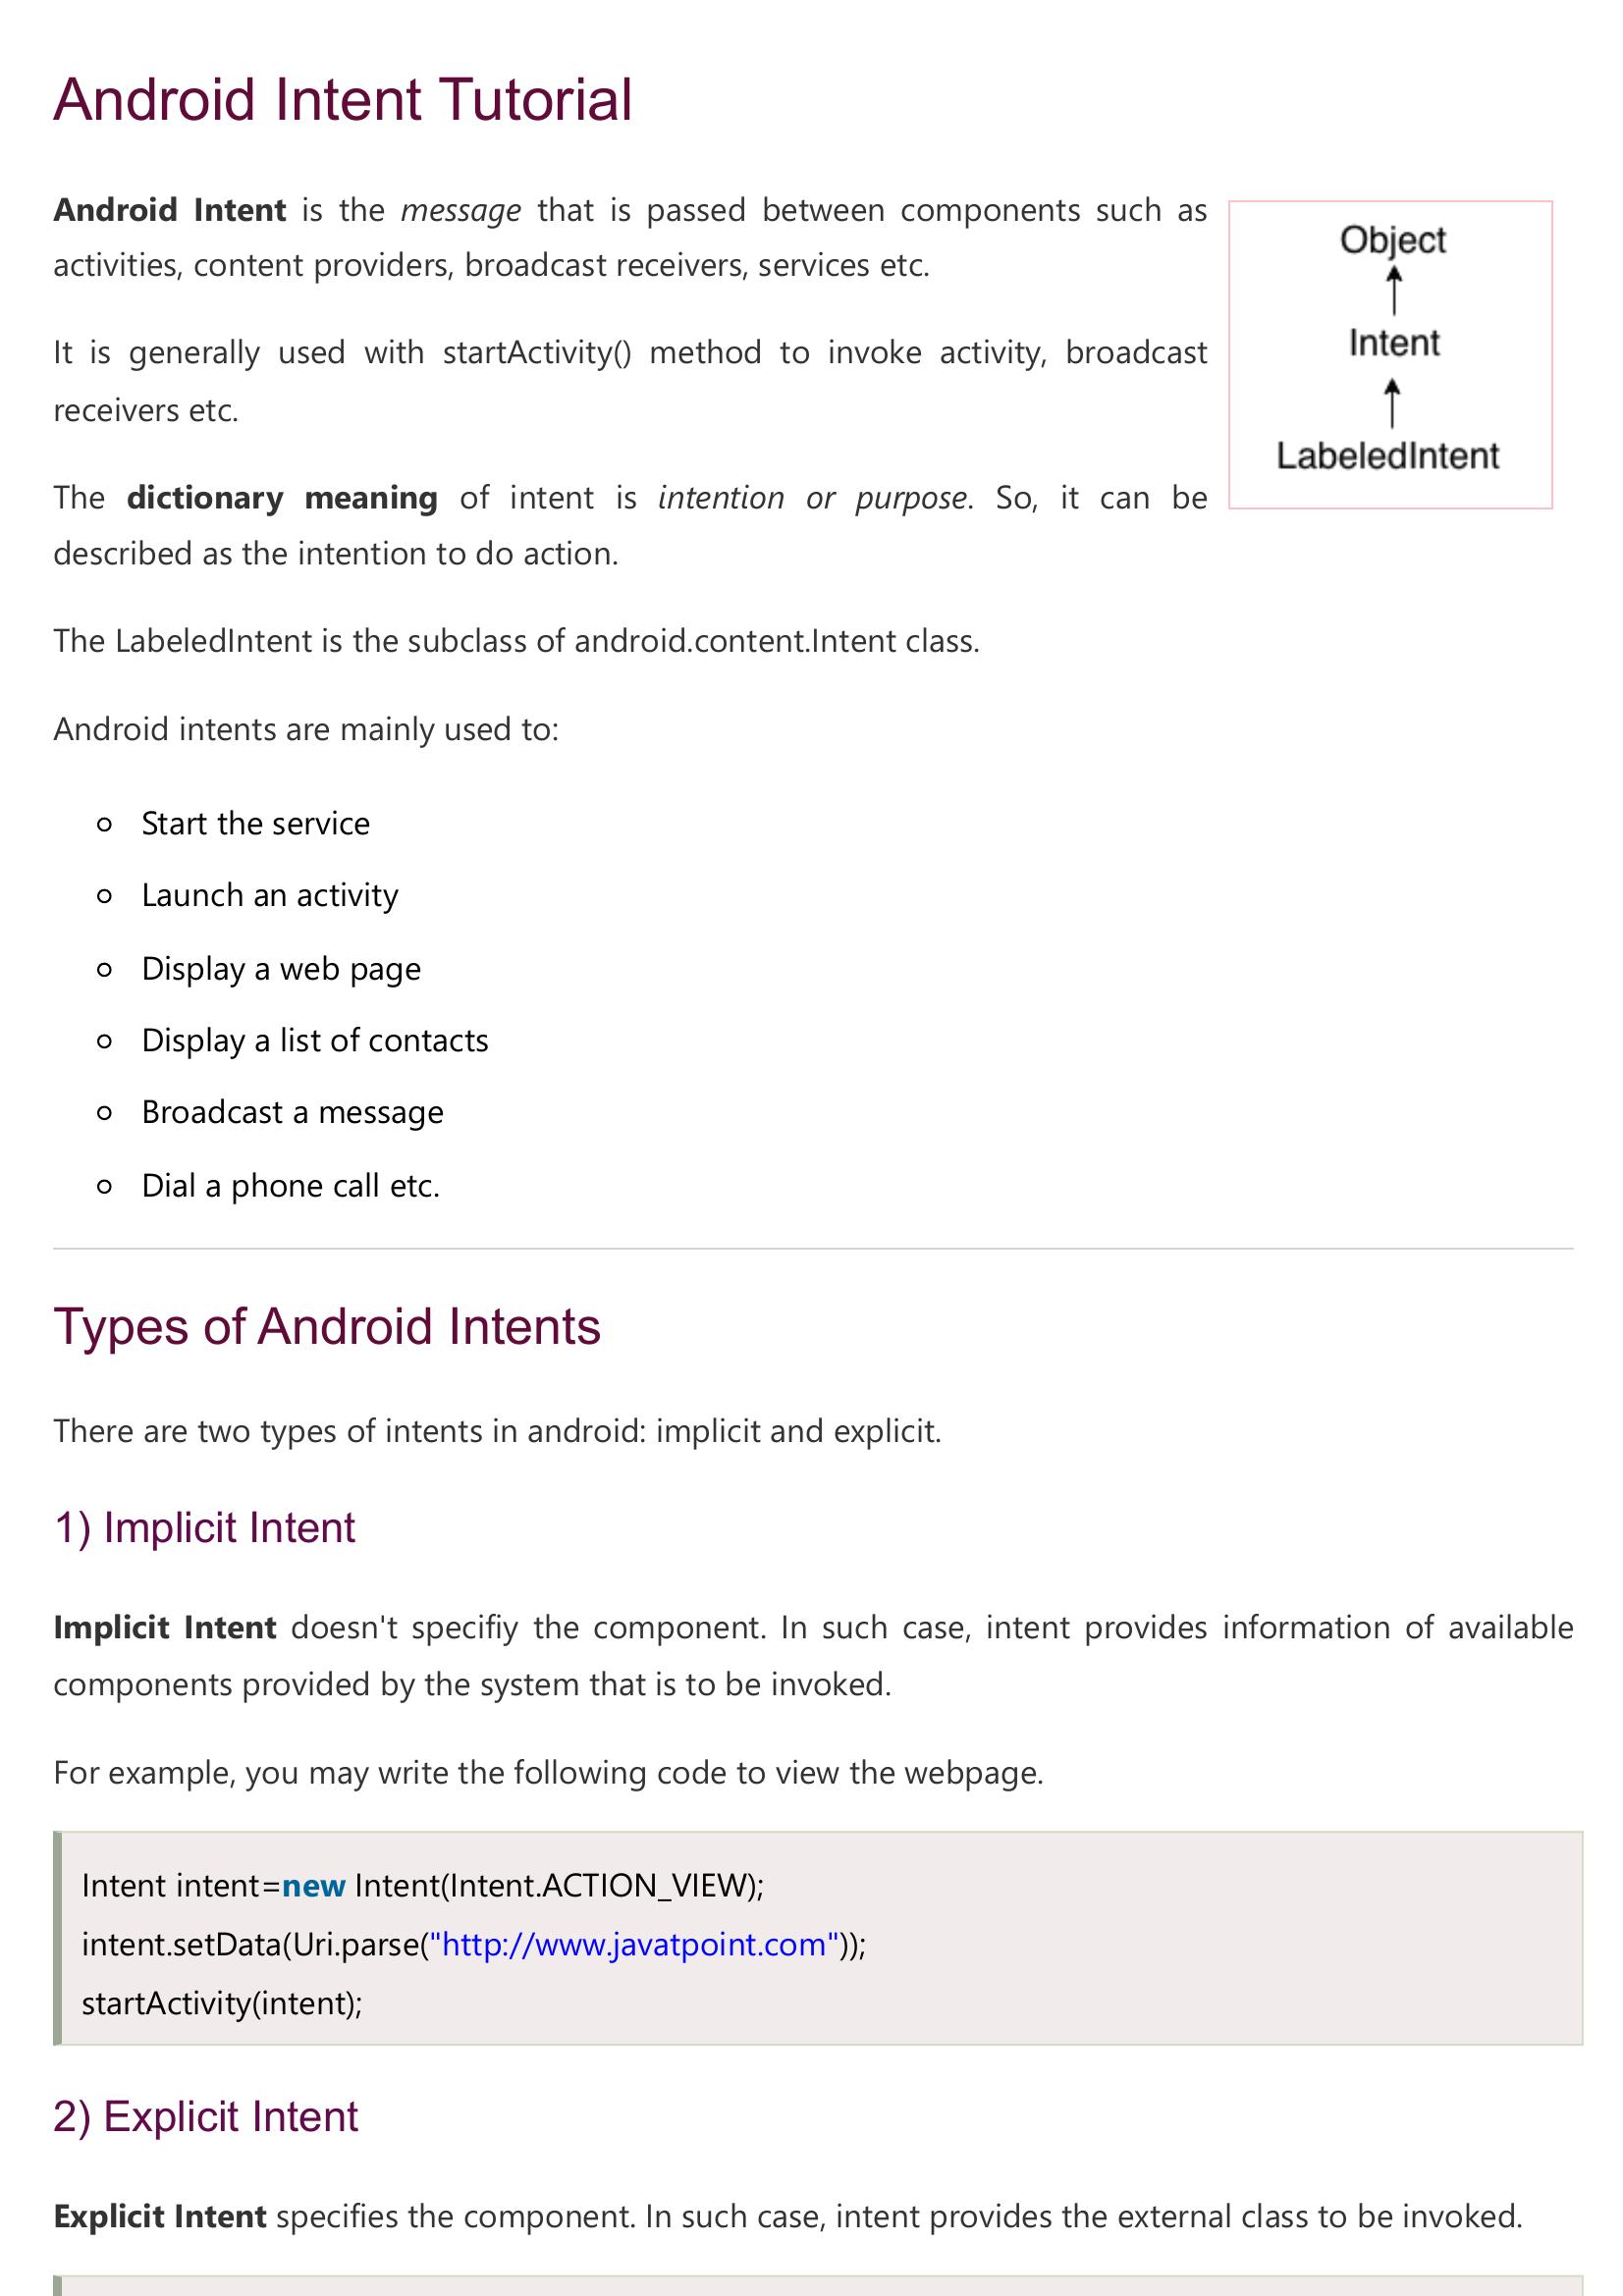 Android Intent Tutorial
Android Intent is the message that is passed between components such as
activities, content providers, broadcast receivers, services etc.
It is generally used with startActivity() method to invoke activity, broadcast
receivers etc.
The dictionary meaning of intent is intention or purpose. So, it can be
described as the intention to do action.
Object
Intent
LabeledIntent
The LabeledIntent is the subclass of android.content.Intent class.
Android intents are mainly used to:
Start the service
Launch an activity
Display a web page
Display a list of contacts
Broadcast a message
Dial a phone call etc.
Types of Android Intents
There are two types of intents in android: implicit and explicit.
1) Implicit Intent
Implicit Intent doesn't specifiy the component. In such case, intent provides information of available
components provided by the system that is to be invoked.
For example, you may write the following code to view the webpage.
Intent intent=new Intent(Intent.ACTION_VIEW);
intent.setData(Uri.parse("http://www.javatpoint.com"));
startActivity(intent);
2) Explicit Intent
Explicit Intent specifies the component. In such case, intent provides the external class to be invoked.